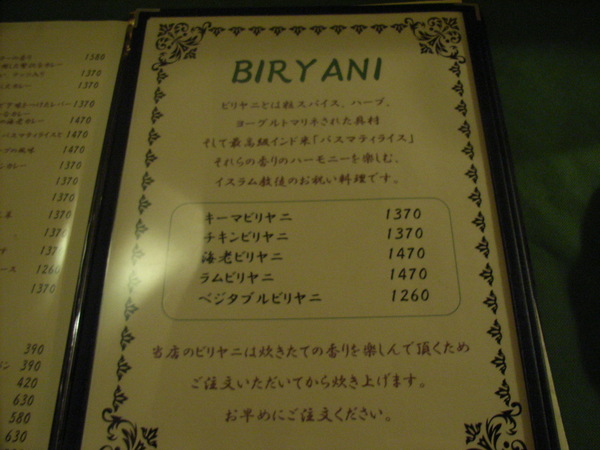 BIRYANI
ビリヤニとは粒スパイス、ハーブ、
ヨーグルトマリネされた具材
そして最高級インド米「バスマティライス」
それらの香りのハーモニーを楽しむ、
イスラム教徒のお祝い料理です。
キーマビリヤニ 1370
チキンビリヤニ 1370
海老ビリヤニ 1470
ラムビリヤニ 1470
ベジタブルビリヤニ 1260
当店のビリヤニは炊きたての香りを楽しんで頂くため
ご注文いただいてから炊き上げます。
お早めにご注文ください。
1580
1370
1370
1370
1470
1470
1470
1370
1370
1370
1370
1260
1370
390
390
420
630
580
630